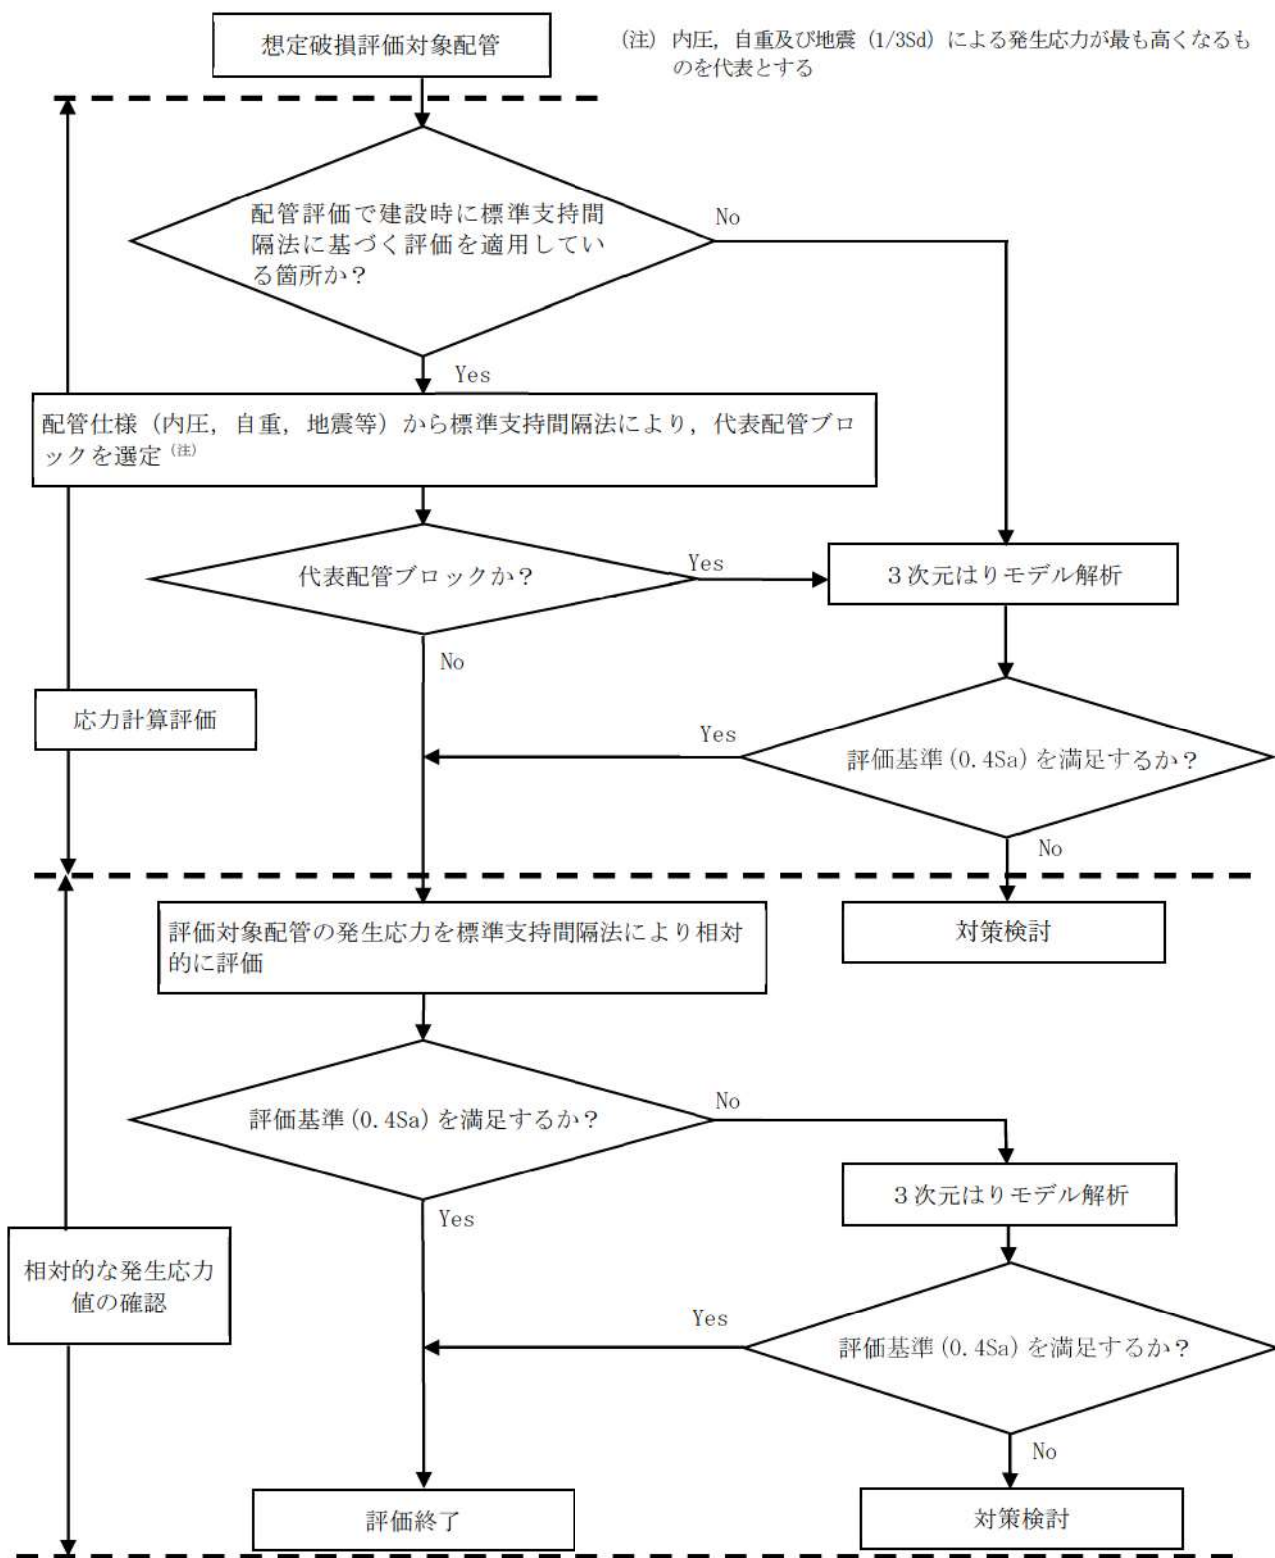 想定破損評価対象配管
(注) 内圧，自重及び地震 (1/3Sd) による発生応力が最も高くなるも
のを代表とする
配管評価で建設時に標準支持間
隔法に基づく評価を適用してい
る箇所か？
No
Yes
配管仕様（内圧，自重，地震等）から標準支持間隔法により，代表配管ブロ
ックを選定 (注)
代表配管ブロックか？
Yes
３次元はりモデル解析
No
応力計算評価
Yes
評価基準(0.4Sa)を満足するか？
No
評価対象配管の発生応力を標準支持間隔法により相対
的に評価
対策検討
評価基準(0.4Sa)を満足するか？
No
３次元はりモデル解析
Yes
相対的な発生応力
値の確認
Yes
評価基準(0.4Sa)を満足するか？
No
評価終了
対策検討